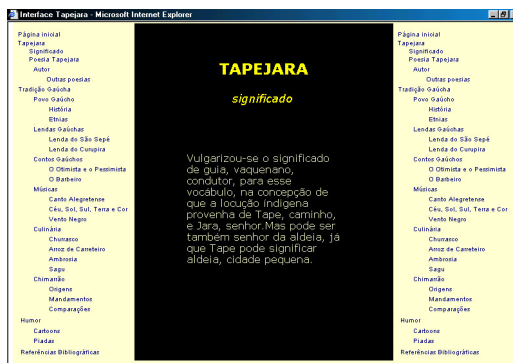 Interface Tapejara - Microsoft Internet Explorer
Página inicial
Tapejara
Significado
Poesia Tapejara
Autor
Outras poesias
Tradição Gaúcha
Povo Gaúcho
História
Etnias
Lendas Gaúchas
Lenda do São Sepé
Lenda do Curupira
Contos Gaúchos
O Otimista e o Pessimista
O Barbeiro
Músicas
Canto Alegretense
Céu, Sol, Sul, Terra e Cor
Vento Negro
Culinária
Churrasco
Arroz de Carreteiro
Ambrosia
Sagu
Chimarrão
Origens
Mandamentos
Comparações
Humor
Cartoons
Piadas
Referências Bibliográficas
TAPEJARA
significado
Vulgarizou-se o significado
de guia, vaquenano,
condutor, para esse
vocábulo, na concepção de
que a locução índigena
provenha de Tape, caminho,
e Jara, senhor.Mas pode ser
também senhor da aldeia, já
que Tape pode significar
aldeia, cidade pequena.
Página inicial
Tapejara
Significado
Poesia Tapejara
Autor
Outras poesias
Tradição Gaúcha
Povo Gaúcho
História
Etnias
Lendas Gaúchas
Lenda do São Sepé
Lenda do Curupira
Contos Gaúchos
O Otimista e o Pessimista
O Barbeiro
Músicas
Canto Alegretense
Céu, Sol, Sul, Terra e Cor
Vento Negro
Culinária
Churrasco
Arroz de Carreteiro
Ambrosia
Sagu
Chimarrão
Origens
Mandamentos
Comparações
Humor
Cartoons
Piadas
Referências Bibliográficas